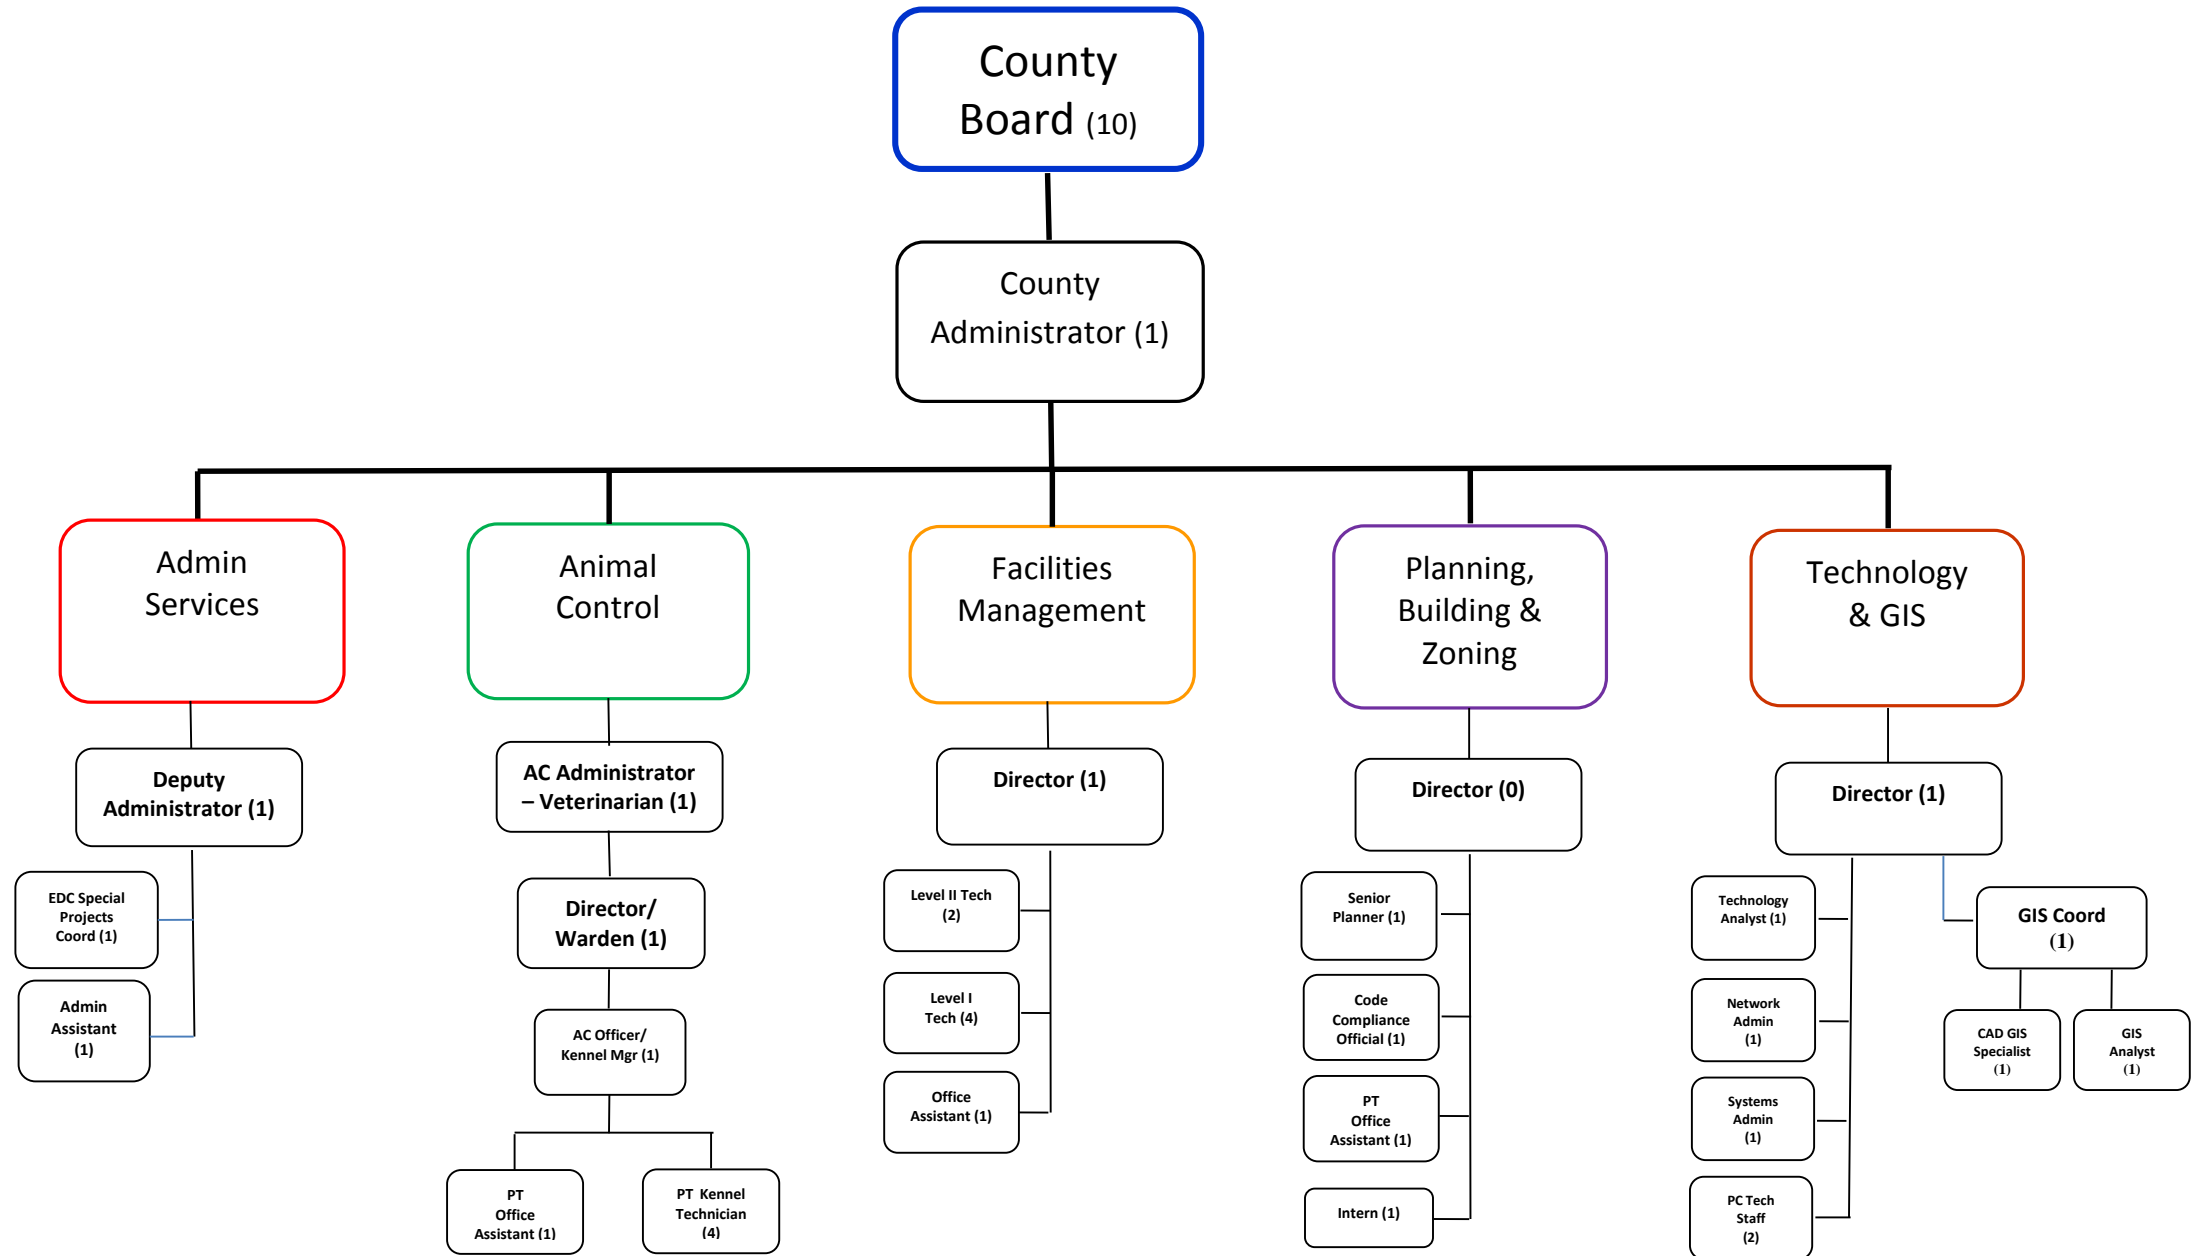 County
Board (10)
County
Administrator (1)
Admin
Services
Animal
Control
Facilities
Management
Planning,
Building &
Zoning
Technology
& GIS
Deputy
Administrator (1)
EDC Special
Projects
Coord (1)
Admin
Assistant
(1)
AC Administrator
– Veterinarian (1)
Director/
Warden (1)
AC Officer/
Kennel Mgr (1)
PT
Office
Assistant (1)
PT Kennel
Technician
(4)
Director (1)
Level II Tech
(2)
Level I
Tech (4)
Office
Assistant (1)
Director (0)
Senior
Planner (1)
Code
Compliance
Official (1)
PT
Office
Assistant (1)
Intern (1)
Director (1)
Technology
Analyst (1)
Network
Admin
(1)
Systems
Admin
(1)
PC Tech
Staff
(2)
GIS Coord
(1)
CAD GIS
Specialist
(1)
GIS
Analyst
(1)